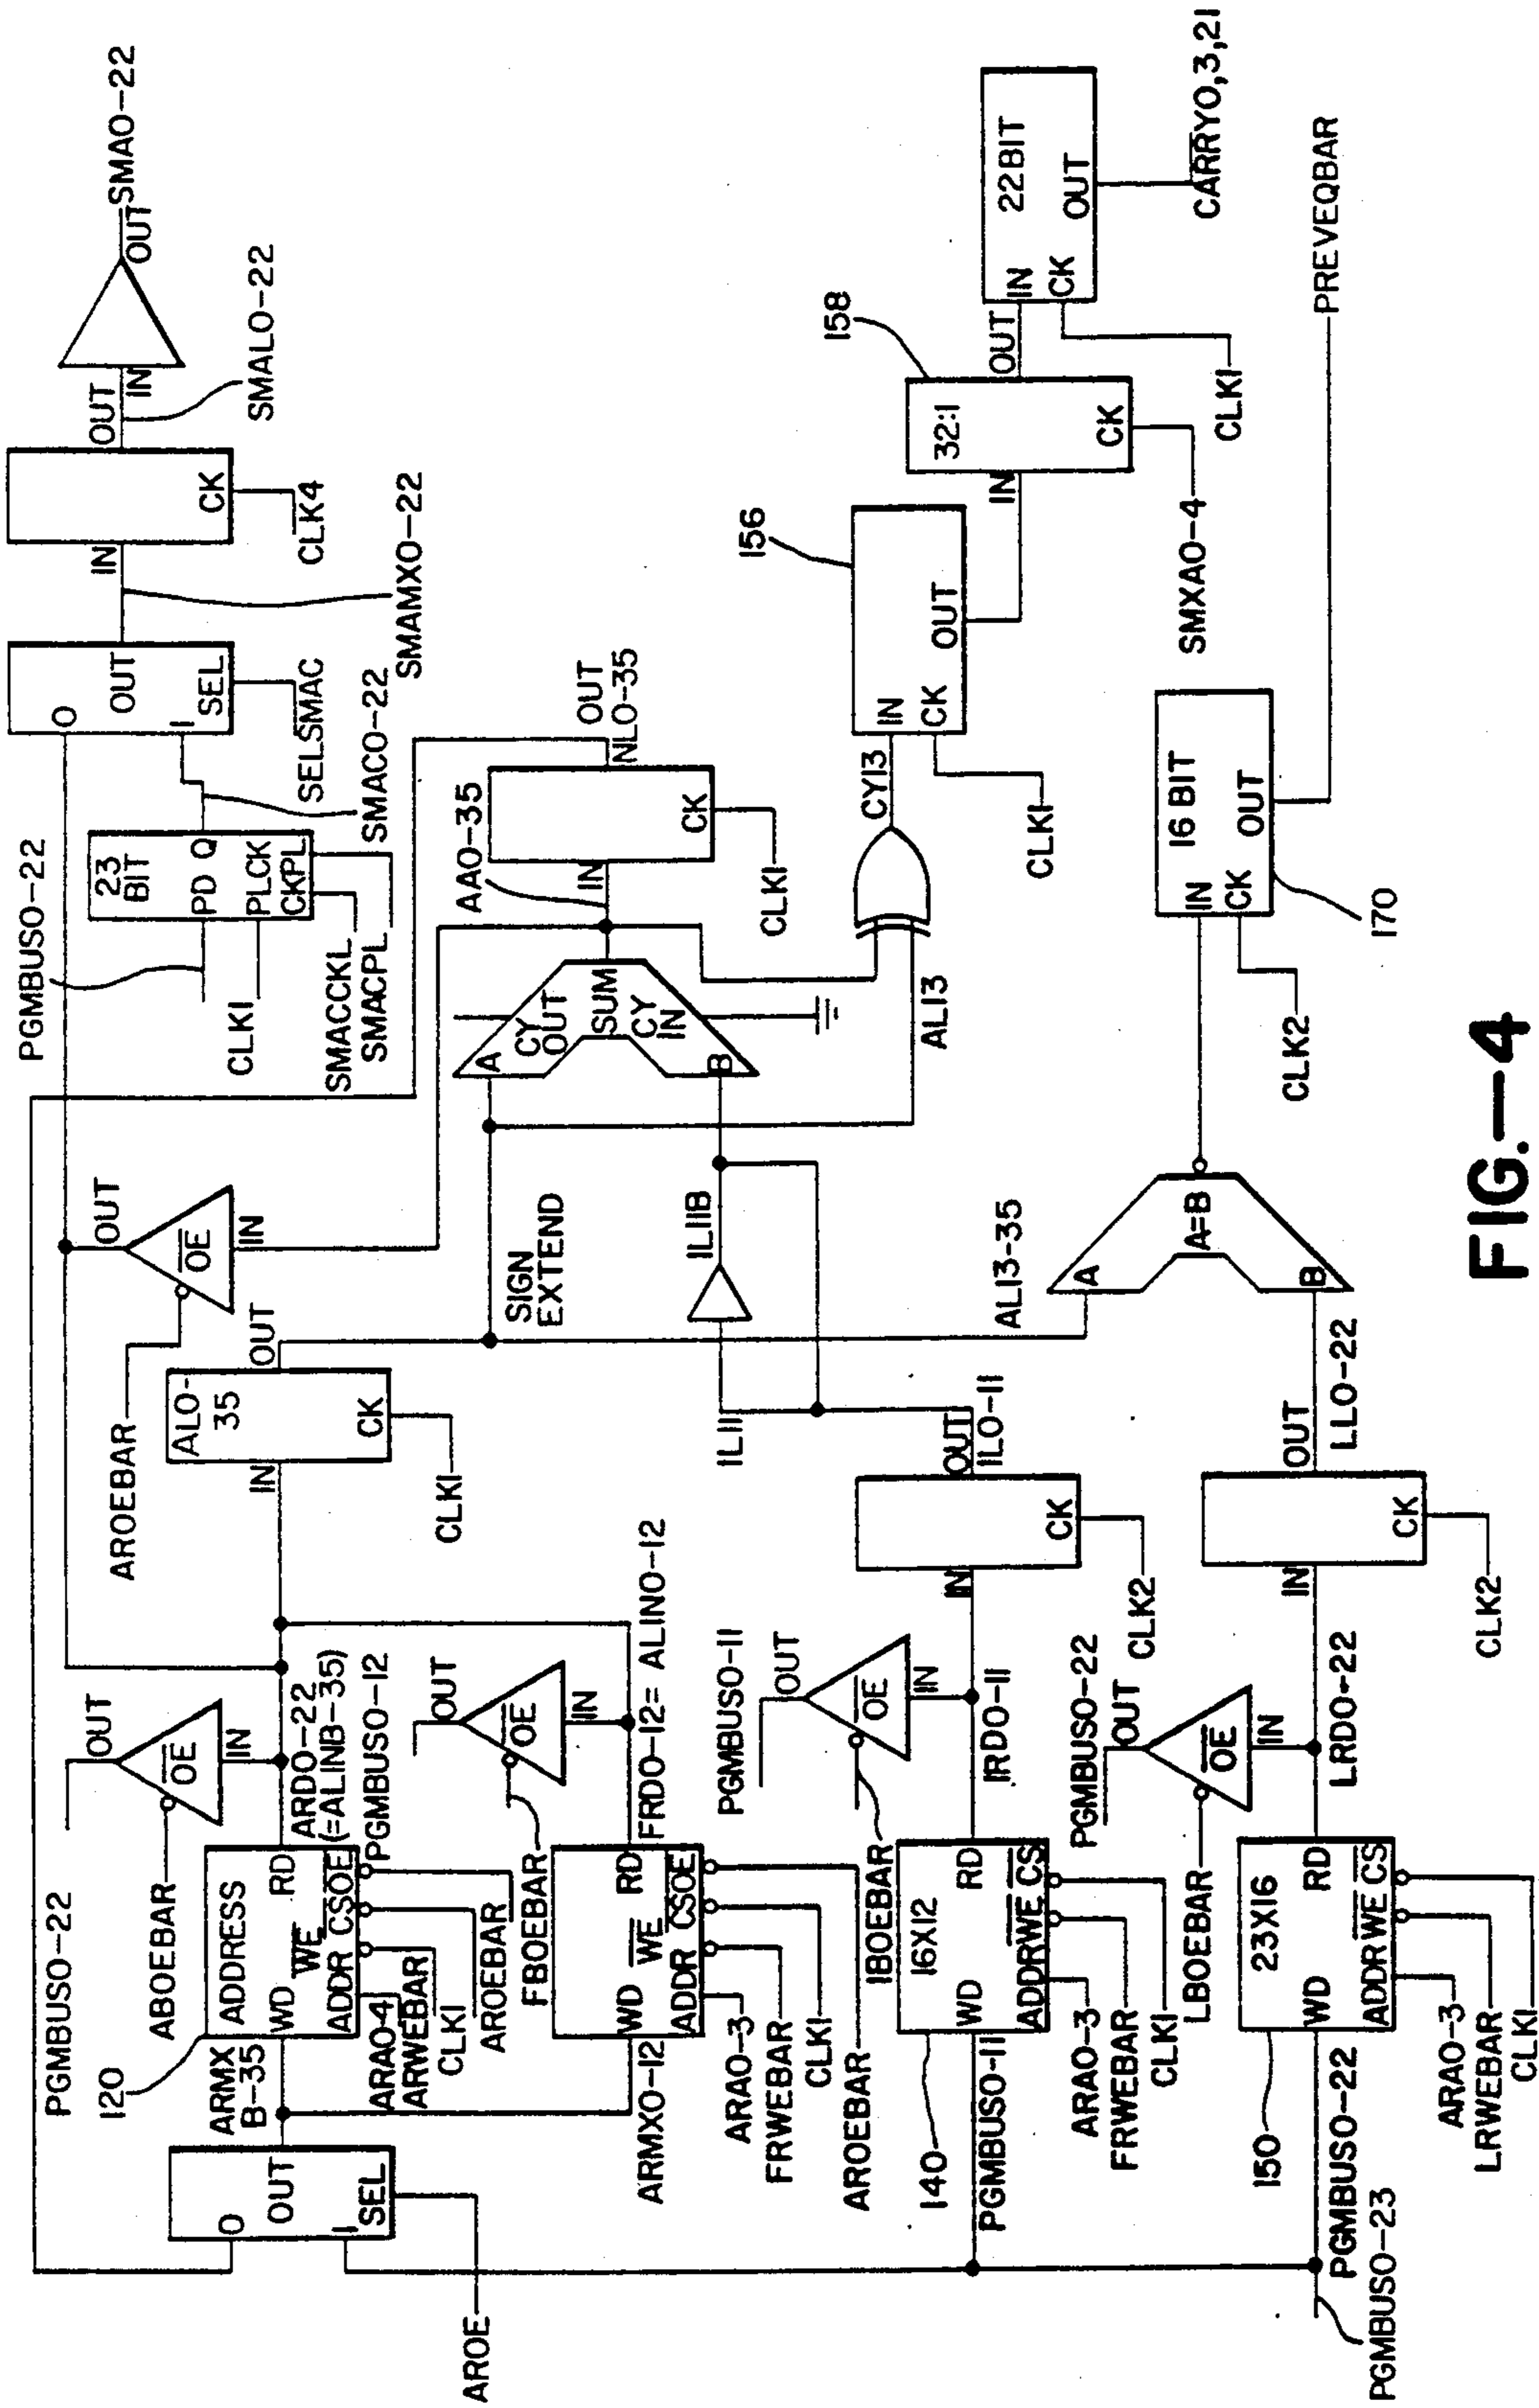 PGMBUSO-22
SMAO-22
OUT
IN
SMALO-22
OUT
CK
CLK4
IN
SMAMXO-22
O
OUT
I
SEL
SELSMAC
SMACO-22
23
BIT
PD Q
PLCK
CKPL
CLK1
SMACCKL
SMACPL
OUT
NLO-35
AAO-35
IN
CK
CLK1
A
CY
OUT
SUM
CY
IN
B
AL13
CY13
156
IN
CK
OUT
CLK1
158
32:1
IN
OUT
CK
SMXAO-4
22BIT
IN
CK
OUT
CLK1
CARRYO,3,21
PREVEQBAR
16 BIT
IN
CK
OUT
170
CLK2
A
A=B
B
AL13-35
LLO-22
SIGN
EXTEND
IL11B
IL11
OUT
OE
IN
AROEBAR
ALO-
35
OUT
IN
CK
CLK1
PGMBUSO-22
OUT
OE
IN
ABOEBAR
120
ADDRESS
WD
RD
WE
ADDR CSOE
ARDO-22
(=ALINB-35)
PGMBUSO-12
ARAO-4
ARWEBAR
CLK1
AROEBAR
ARMX
B-35
O
OUT
I
SEL
AROE
OUT
OE
IN
FBOEBAR
FRDO-12=ALINO-12
WD
RD
WE
ADDR CSOE
ARMXO-12
ARAO-3
FRWEBAR
CLK1
AROEBAR
PGMBUSO-11
OUT
OE
IN
IBOEBAR
IRDO-11
16X12
WD
RD
ADDRWE CS
140
PGMBUSO-11
ARAO-3
FRWEBAR
CLK1
IN
OUT
ILO-11
CK
CLK2
PGMBUSO-22
OUT
OE
IN
LBOEBAR
LRDO-22
23X16
WD
RD
ADDRWE CS
150
PGMBUSO-22
PGMBUSO-23
ARAO-3
LRWEBAR
CLK1
IN
OUT
CK
CLK2
FIG.—4